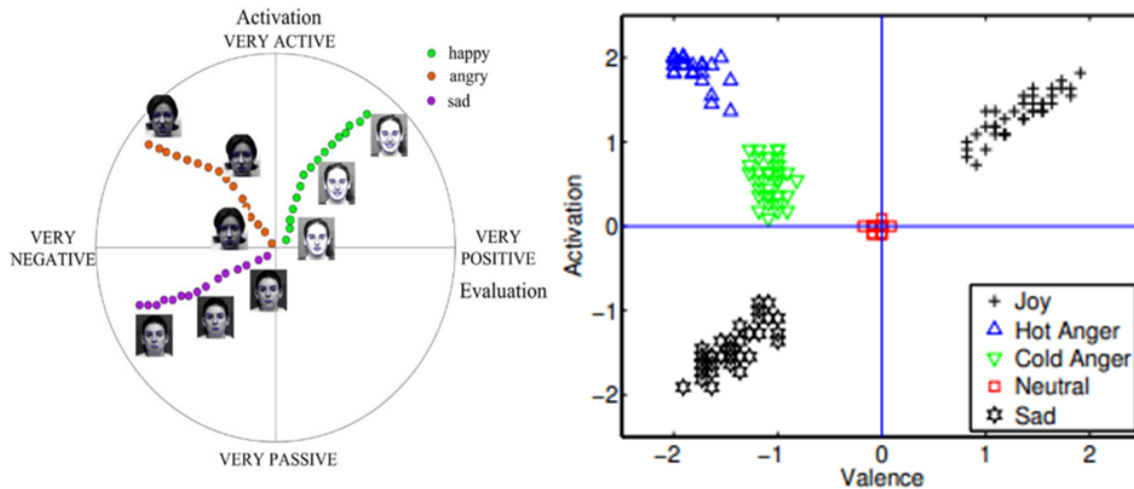 Activation
VERY ACTIVE
happy
angry
sad
VERY
NEGATIVE
VERY
POSITIVE
Evaluation
VERY PASSIVE
Activation
2
1
0
−1
−2
−2
−1
0
1
2
Valence
Joy
Hot Anger
Cold Anger
Neutral
Sad